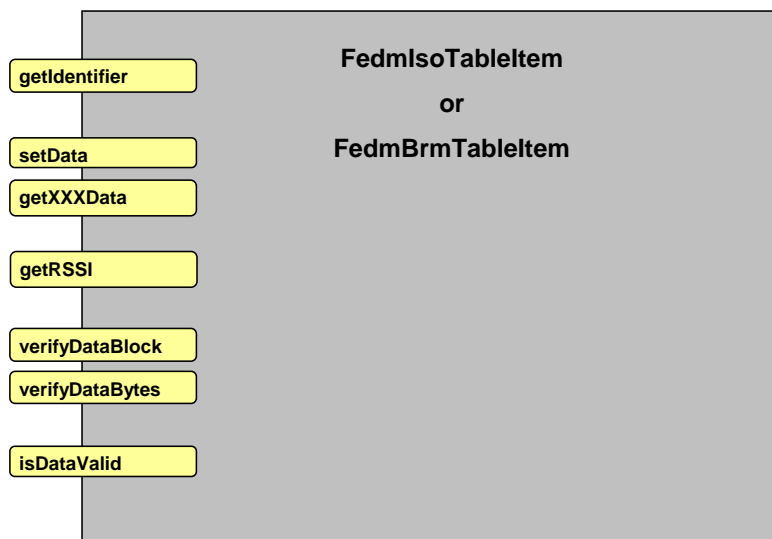 FedmIsoTableItem
or
FedmBrmTableItem
getIdentifier
setData
getXXXData
getRSSI
verifyDataBlock
verifyDataBytes
isDataValid